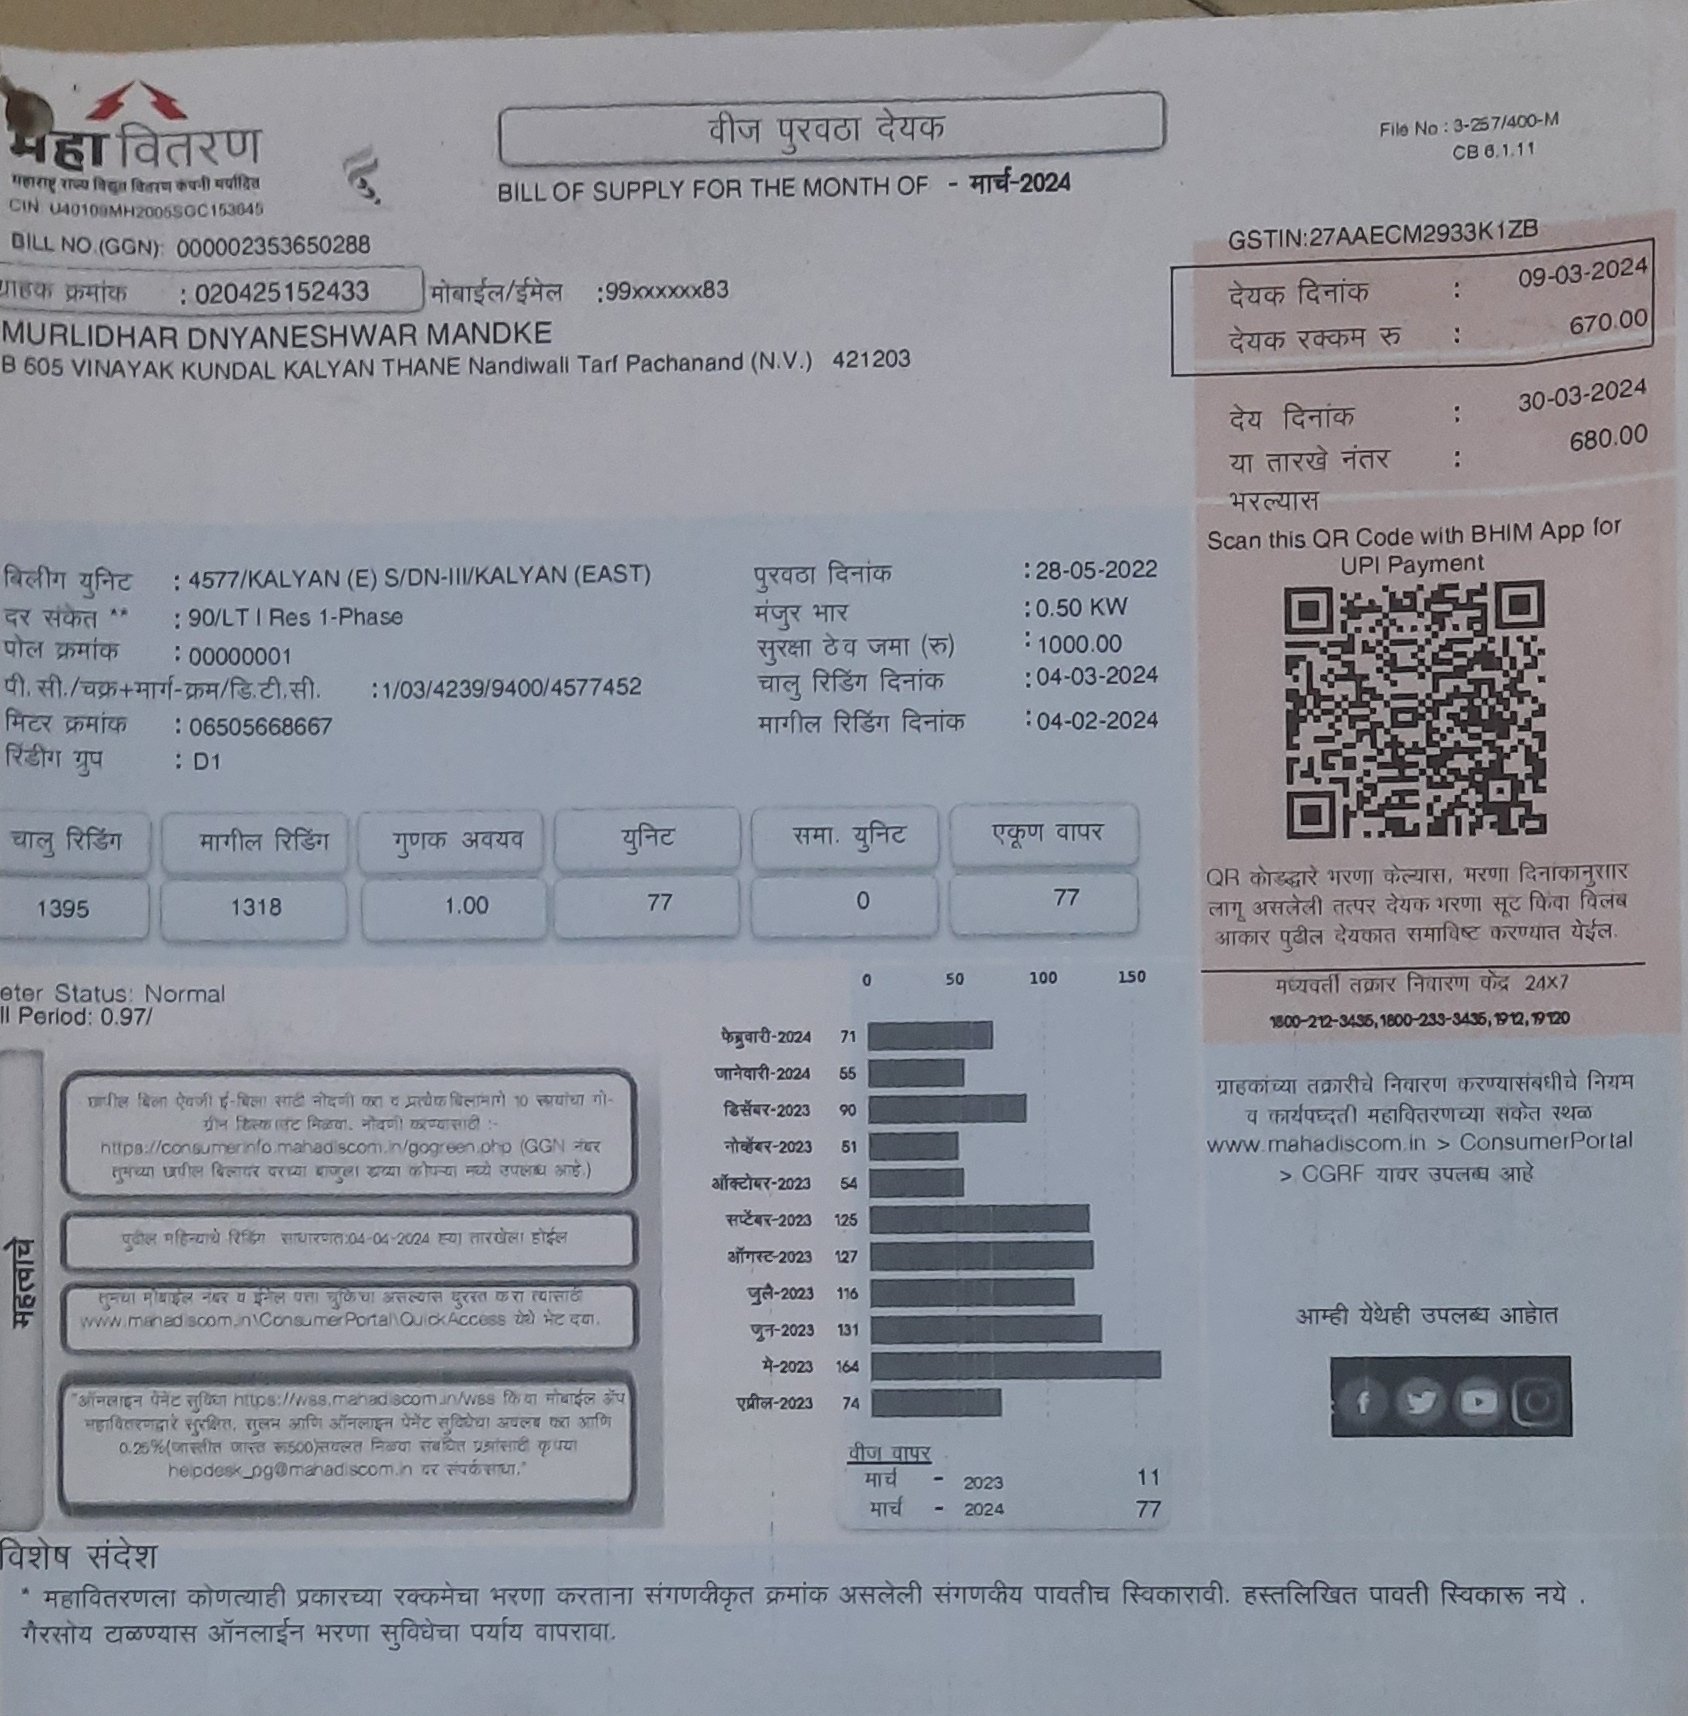 महावितरण
महाराष्ट्र राज्य विद्युत वितरण कंपनी मर्यादित
CIN U40109MH2005SGC153645
वीज पुरवठा देयक
BILL OF SUPPLY FOR THE MONTH OF - मार्च-2024
File No : 3-257/400-M
CB 6.1.11
BILL NO.(GGN): 000002353650288
ग्राहक क्रमांक : 020425152433 मोबाईल/ईमेल :99xxxxxx83
MURLIDHAR DNYANESHWAR MANDKE
B 605 VINAYAK KUNDAL KALYAN THANE Nandiwali Tarf Pachanand (N.V.) 421203
GSTIN:27AAECM2933K1ZB
देयक दिनांक : 09-03-2024
देयक रक्कम रु : 670.00
देय दिनांक : 30-03-2024
या तारखे नंतर : 680.00
भरल्यास
Scan this QR Code with BHIM App for
UPI Payment
बिलींग युनिट : 4577/KALYAN (E) S/DN-III/KALYAN (EAST)
दर संकेत ** : 90/LT I Res 1-Phase
पोल क्रमांक : 00000001
पी.सी./चक्र+मार्ग-क्रम/डि.टी.सी. :1/03/4239/9400/4577452
मिटर क्रमांक : 06505668667
रिडींग ग्रुप : D1
पुरवठा दिनांक :28-05-2022
मंजुर भार :0.50 KW
सुरक्षा ठेव जमा (रु) :1000.00
चालु रिडिंग दिनांक :04-03-2024
मागील रिडिंग दिनांक :04-02-2024
चालु रिडिंग मागील रिडिंग गुणक अवयव युनिट समा. युनिट एकूण वापर
1395 1318 1.00 77 0 77
QR कोडद्वारे भरणा केल्यास, भरणा दिनांकानुसार
लागू असलेली तत्पर देयक भरणा सूट किंवा विलंब
आकार पुढील देयकात समाविष्ट करण्यात येईल.
मध्यवर्ती तक्रार निवारण केंद्र 24X7
1800-212-3435,1800-233-3435,1912,19120
eter Status: Normal
ll Period: 0.97/
महत्वाचे
छापील बिला ऐवजी ई-बिला साठी नोंदणी करा व प्रत्येक बिलामागे 10 रूपयांचा गो-
ग्रीन डिस्काउंट मिळवा. नोंदणी करण्यासाठी :-
https://consumerinfo.mahadiscom.in/gogreen.php (GGN नंबर
तुमच्या छापील बिलावर वरच्या बाजुला डाव्या कोपऱ्या मध्ये उपलब्ध आहे.)
पुढील महिन्याचे रिडिंग साधारणत:04-04-2024 ह्या तारखेला होईल
तुमचा मोबाईल नंबर व ईमेल पत्ता चुकिचा असल्यास दुरुस्त करा त्यासाठी
www.mahadiscom.in\ConsumerPortal\QuickAccess येथे भेट द्या.
"ऑनलाइन पेमेंट सुविधा https://wss.mahadiscom.in/wss किंवा मोबाईल ॲप
महावितरणद्वारे सुरक्षित, सुलभ आणि ऑनलाइन पेमेंट सुविधेचा अवलंब करा आणि
0.25%(जास्तीत जास्त रू500)सवलत मिळवा संबंधित प्रश्नांसाठी कृपया
helpdesk_pg@mahadiscom.in वर संपर्क साधा."
0 50 100 150
फेब्रुवारी-2024 71
जानेवारी-2024 55
डिसेंबर-2023 90
नोव्हेंबर-2023 51
ऑक्टोबर-2023 54
सप्टेंबर-2023 125
ऑगस्ट-2023 127
जुलै-2023 116
जुन-2023 131
मे-2023 164
एप्रील-2023 74
वीज वापर
मार्च - 2023 11
मार्च - 2024 77
ग्राहकांच्या तक्रारीचे निवारण करण्यासंबंधीचे नियम
व कार्यपध्दती महावितरणच्या संकेत स्थळ
www.mahadiscom.in > ConsumerPortal
> CGRF यावर उपलब्ध आहे
आम्ही येथेही उपलब्ध आहोत
विशेष संदेश
* महावितरणला कोणत्याही प्रकारच्या रक्कमेचा भरणा करताना संगणकीकृत क्रमांक असलेली संगणकीय पावतीच स्विकारावी. हस्तलिखित पावती स्विकारू नये .
गैरसोय टाळण्यास ऑनलाईन भरणा सुविधेचा पर्याय वापरावा.